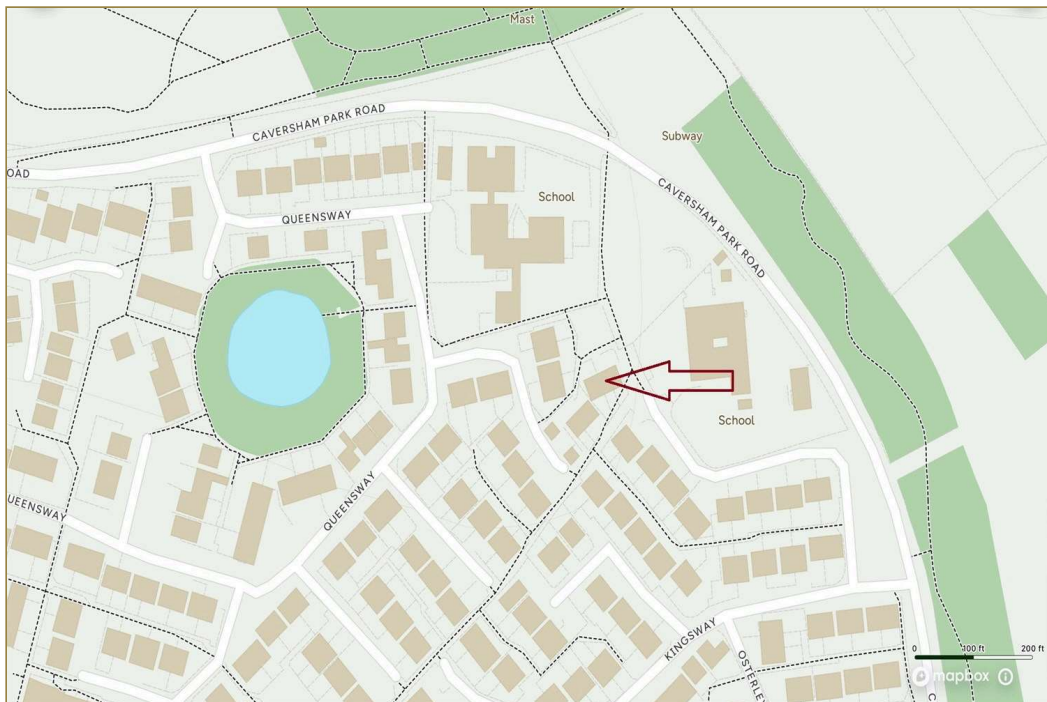 Mast
CAVERSHAM PARK ROAD
Subway
OAD
School
CAVERSHAM PARK ROAD
QUEENSWAY
School
QUEENSWAY
UEENSWAY
KINGSWAY
OSTERLEY
C
0 100 ft 200 ft
mapbox